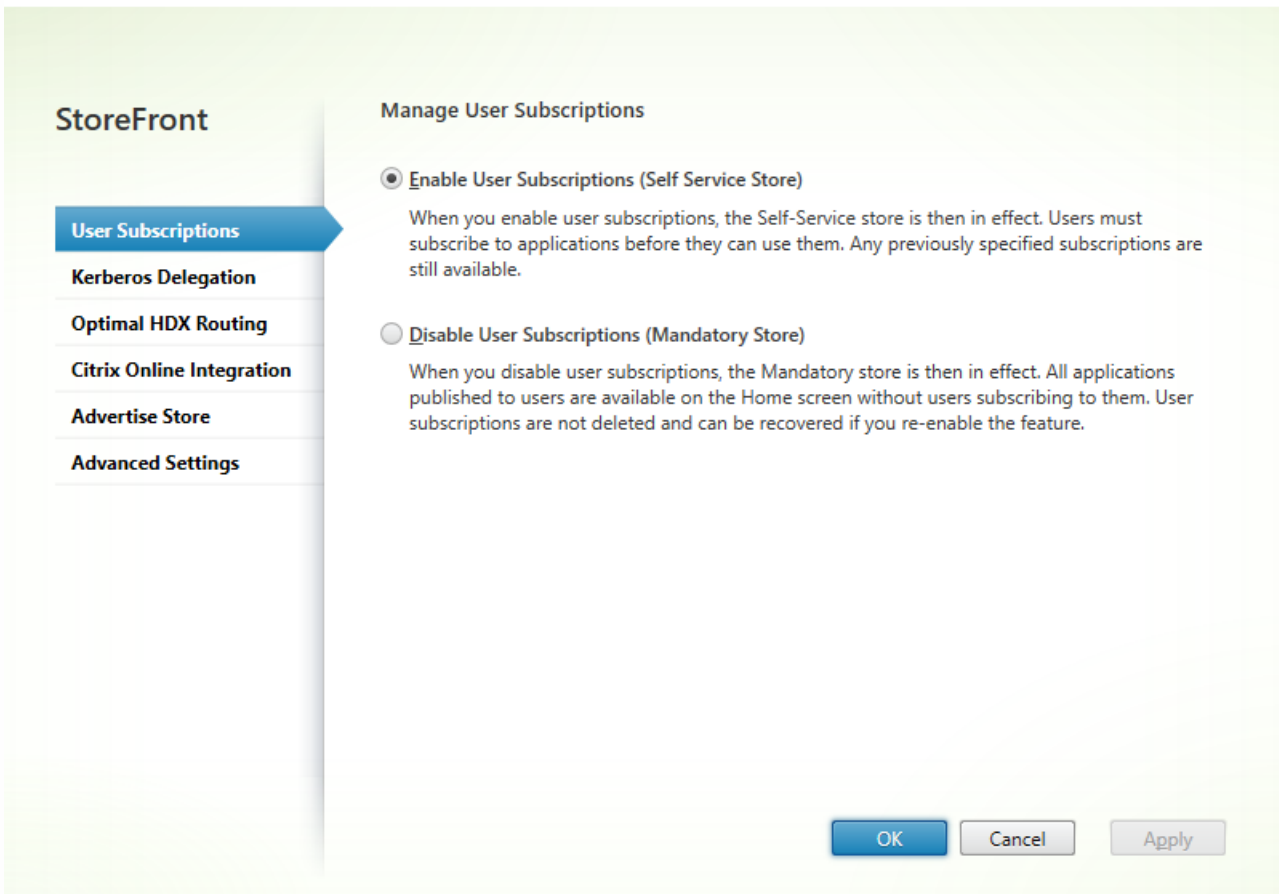 StoreFront
User Subscriptions
Kerberos Delegation
Optimal HDX Routing
Citrix Online Integration
Advertise Store
Advanced Settings
Manage User Subscriptions
Enable User Subscriptions (Self Service Store)
When you enable user subscriptions, the Self-Service store is then in effect. Users must
subscribe to applications before they can use them. Any previously specified subscriptions are
still available.
Disable User Subscriptions (Mandatory Store)
When you disable user subscriptions, the Mandatory store is then in effect. All applications
published to users are available on the Home screen without users subscribing to them. User
subscriptions are not deleted and can be recovered if you re-enable the feature.
OK
Cancel
Apply